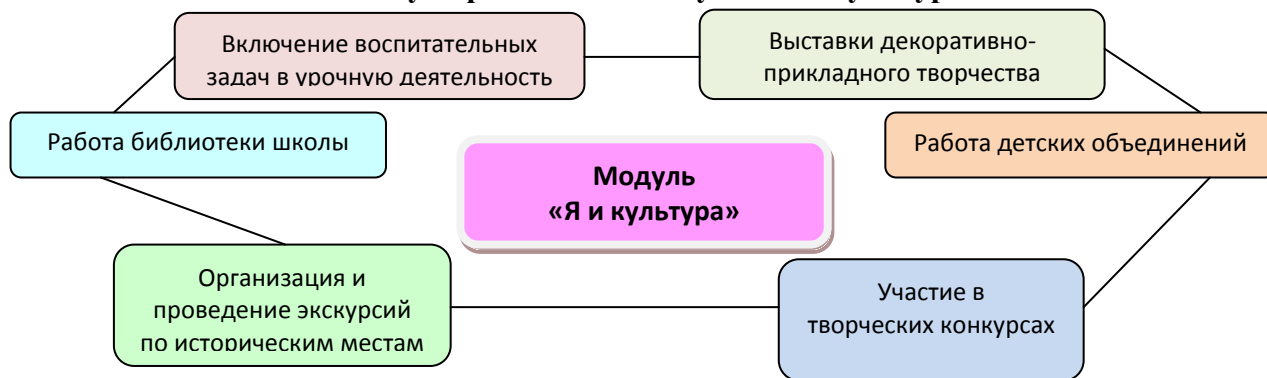 Включение воспитательных
задач в урочную деятельность
Выставки декоративно-
прикладного творчества
Работа библиотеки школы
Работа детских объединений
Модуль
«Я и культура»
Организация и
проведение экскурсий
по историческим местам
Участие в
творческих конкурсах